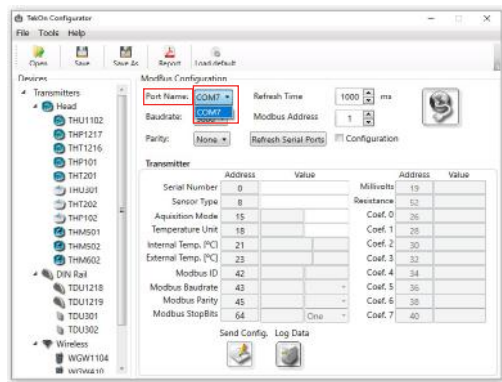 TekOn Configurator
File Tools Help
Open Save Save As Report Load default
Devices
Transmitters
Head
THU1102
THP1217
THT1216
THP101
THT201
THU301
THT202
THP102
THM501
THM502
THM602
DIN Rail
TDU1218
TDU1219
TDU301
TDU302
Wireless
WGW1104
WGW410
ModBus Configuration
Port Name: COM7 Refresh Time 1000 ms
COM7
Baudrate: Modbus Address 1
Parity: None Refresh Serial Ports Configuration
Transmitter
Address Value Address Value
Serial Number 0 Millivolts 19
Sensor Type 8 Resistance 52
Aquisition Mode 15 Coef. 0 26
Temperature Unit 18 Coef. 1 28
Internal Temp. [ºC] 21 Coef. 2 30
External Temp. [ºC] 23 Coef. 3 32
Modbus ID 42 Coef. 4 34
Modbus Baudrate 43 Coef. 5 36
Modbus Parity 45 Coef. 6 38
Modbus StopBits 64 One Coef. 7 40
Send Config. Log Data